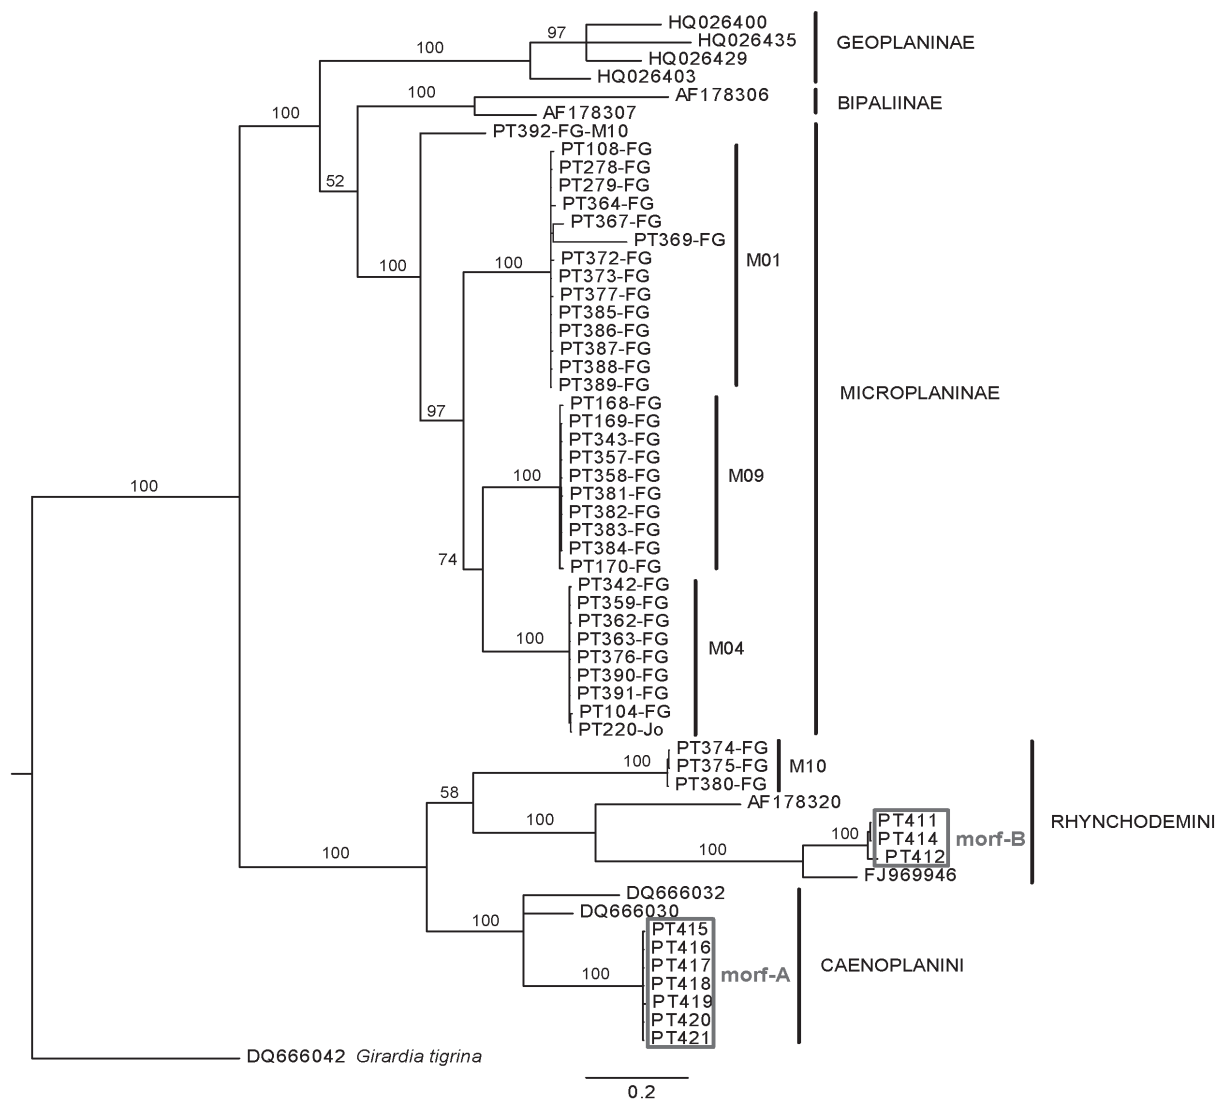 HQ026400
97
HQ026435
GEOPLANINAE
100
HQ026429
HQ026403
100
AF178306
BIPALIINAE
100
AF178307
PT392-FG-M10
PT108-FG
PT278-FG
52
PT279-FG
PT364-FG
PT367-FG
PT369-FG
100
100
PT372-FG
M01
PT373-FG
PT377-FG
PT385-FG
PT386-FG
PT387-FG
PT388-FG
PT389-FG
MICROPLANINAE
97
PT168-FG
PT169-FG
PT343-FG
PT357-FG
100
PT358-FG
M09
100
PT381-FG
PT382-FG
PT383-FG
PT384-FG
74
PT170-FG
PT342-FG
PT359-FG
PT362-FG
100
PT363-FG
M04
PT376-FG
PT390-FG
PT391-FG
PT104-FG
PT220-Jo
PT374-FG
100
PT375-FG
M10
PT380-FG
58
AF178320
100
PT411
RHYNCHODEMINI
100
PT414
morf-B
100
100
PT412
FJ969946
DQ666032
DQ666030
100
PT415
PT416
PT417
CAENOPLANINI
100
PT418
morf-A
PT419
PT420
PT421
DQ666042 Girardia tigrina
0.2